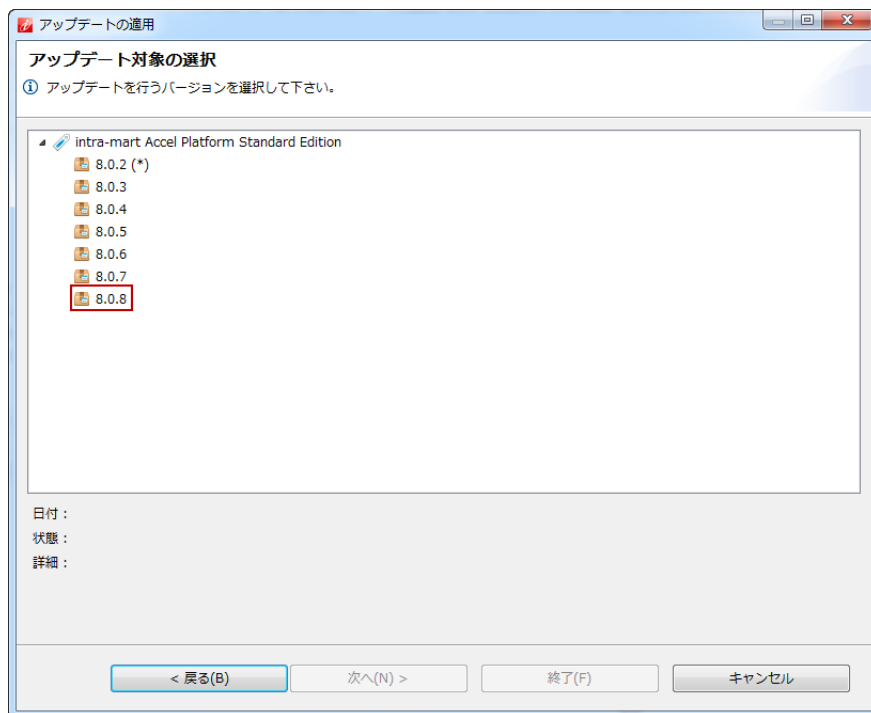 アップデートの適用
アップデート対象の選択
アップデートを行うバージョンを選択して下さい。
intra-mart Accel Platform Standard Edition
8.0.2 (*)
8.0.3
8.0.4
8.0.5
8.0.6
8.0.7
8.0.8
日付：
状態：
詳細：
< 戻る(B) 次へ(N) > 終了(F) キャンセル